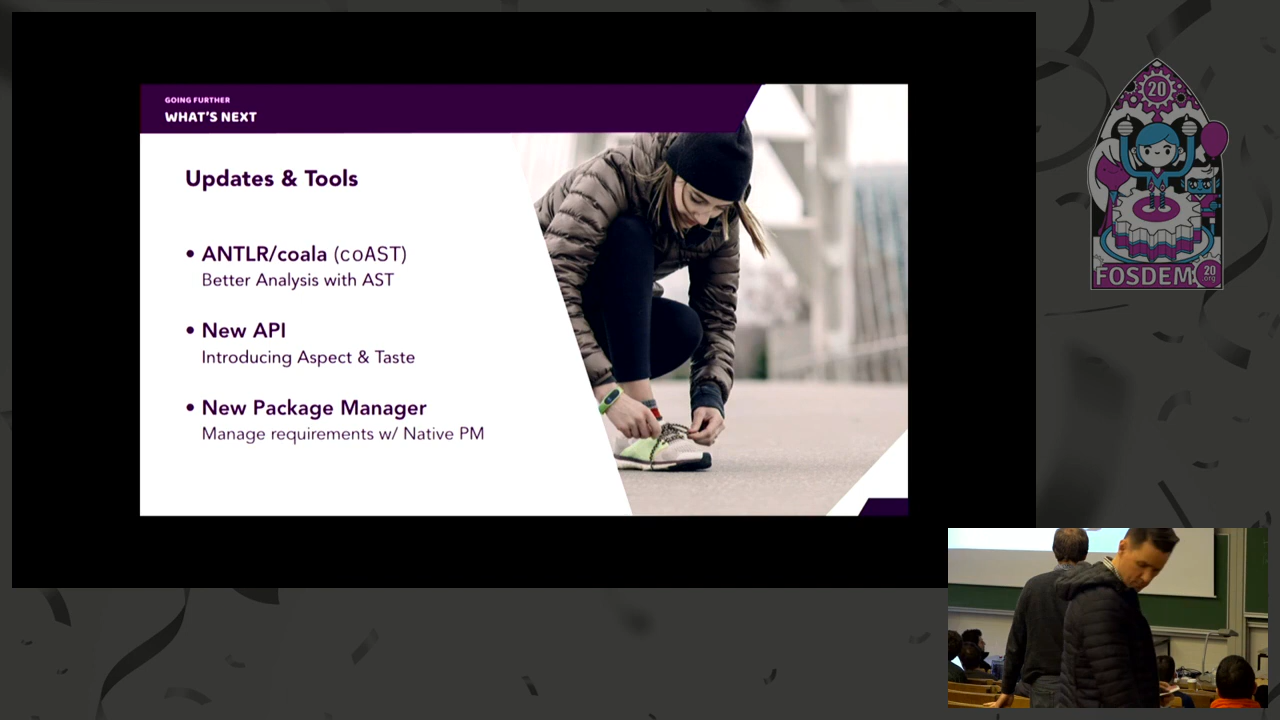 GOING FURTHER
WHAT'S NEXT
Updates & Tools
• ANTLR/coala (coAST)
Better Analysis with AST
• New API
Introducing Aspect & Taste
• New Package Manager
Manage requirements w/ Native PM
20
FOSDEM 20
.org